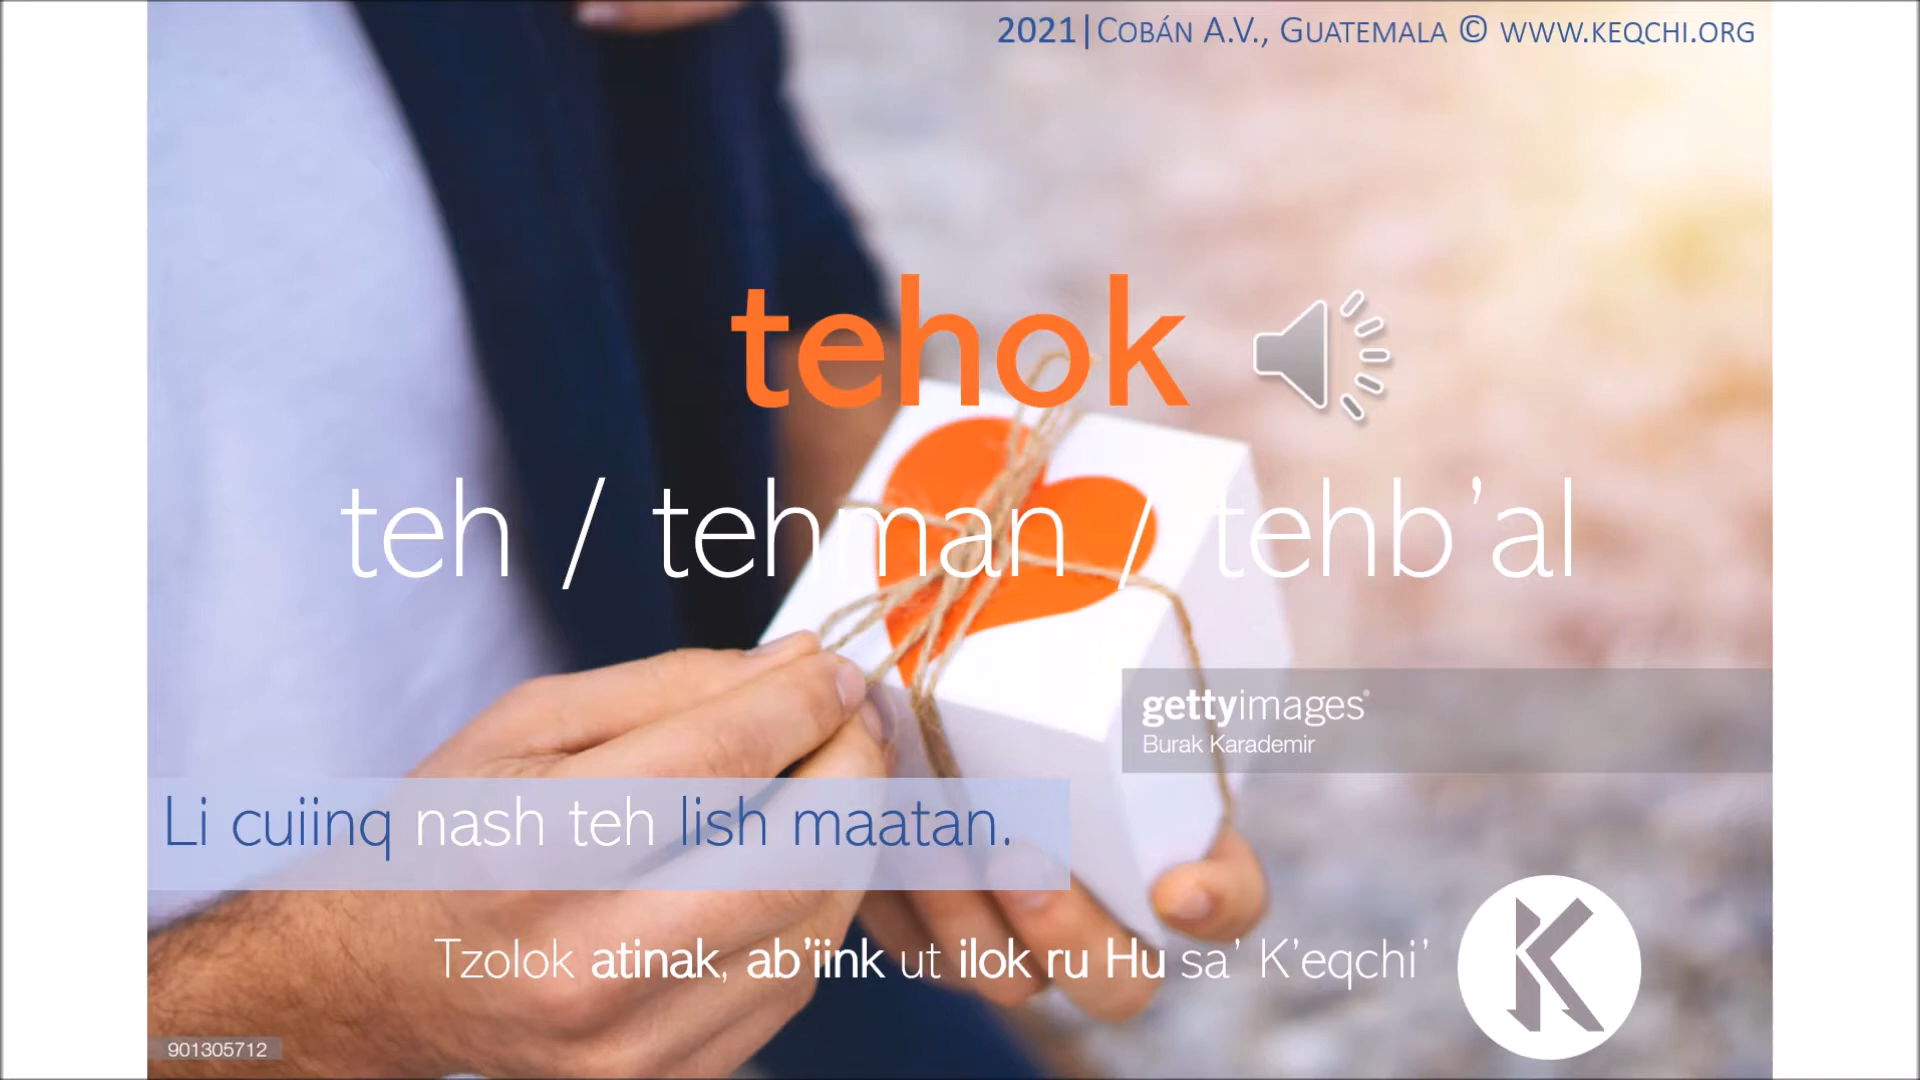 2021|COBÁN A.V., GUATEMALA © WWW.KEQCHI.ORG
tehok
teh / tehman / tehb'al
gettyimages®
Burak Karademir
Li cuiinq nash teh lish maatan.
Tzolok atinak, ab'iink ut ilok ru Hu sa' K'eqchi'
K
901305712